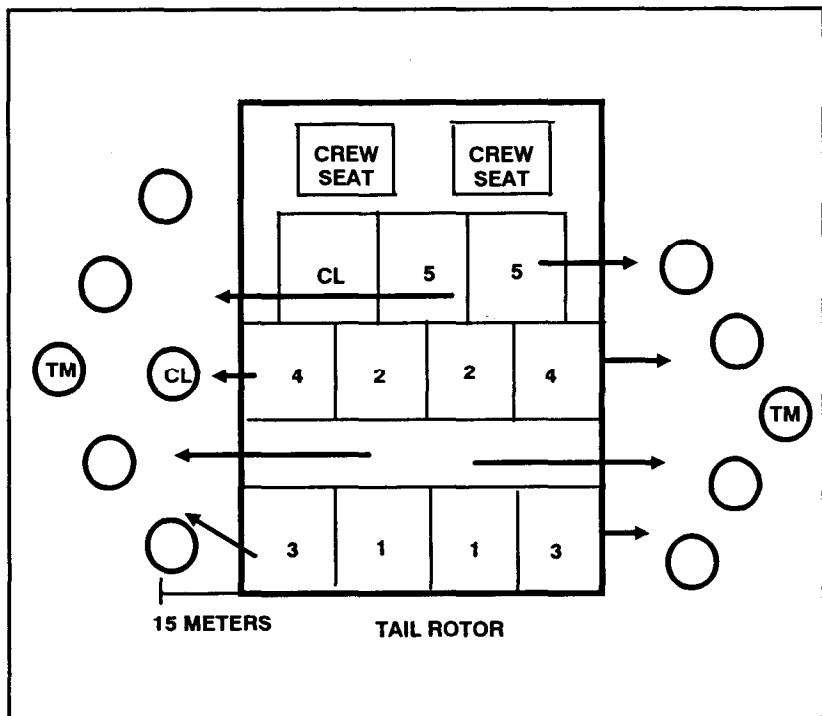 CREW SEAT
CREW SEAT
CL 5 5
TM CL 4 2 2 4
TM
3 1 1 3
15 METERS
TAIL ROTOR